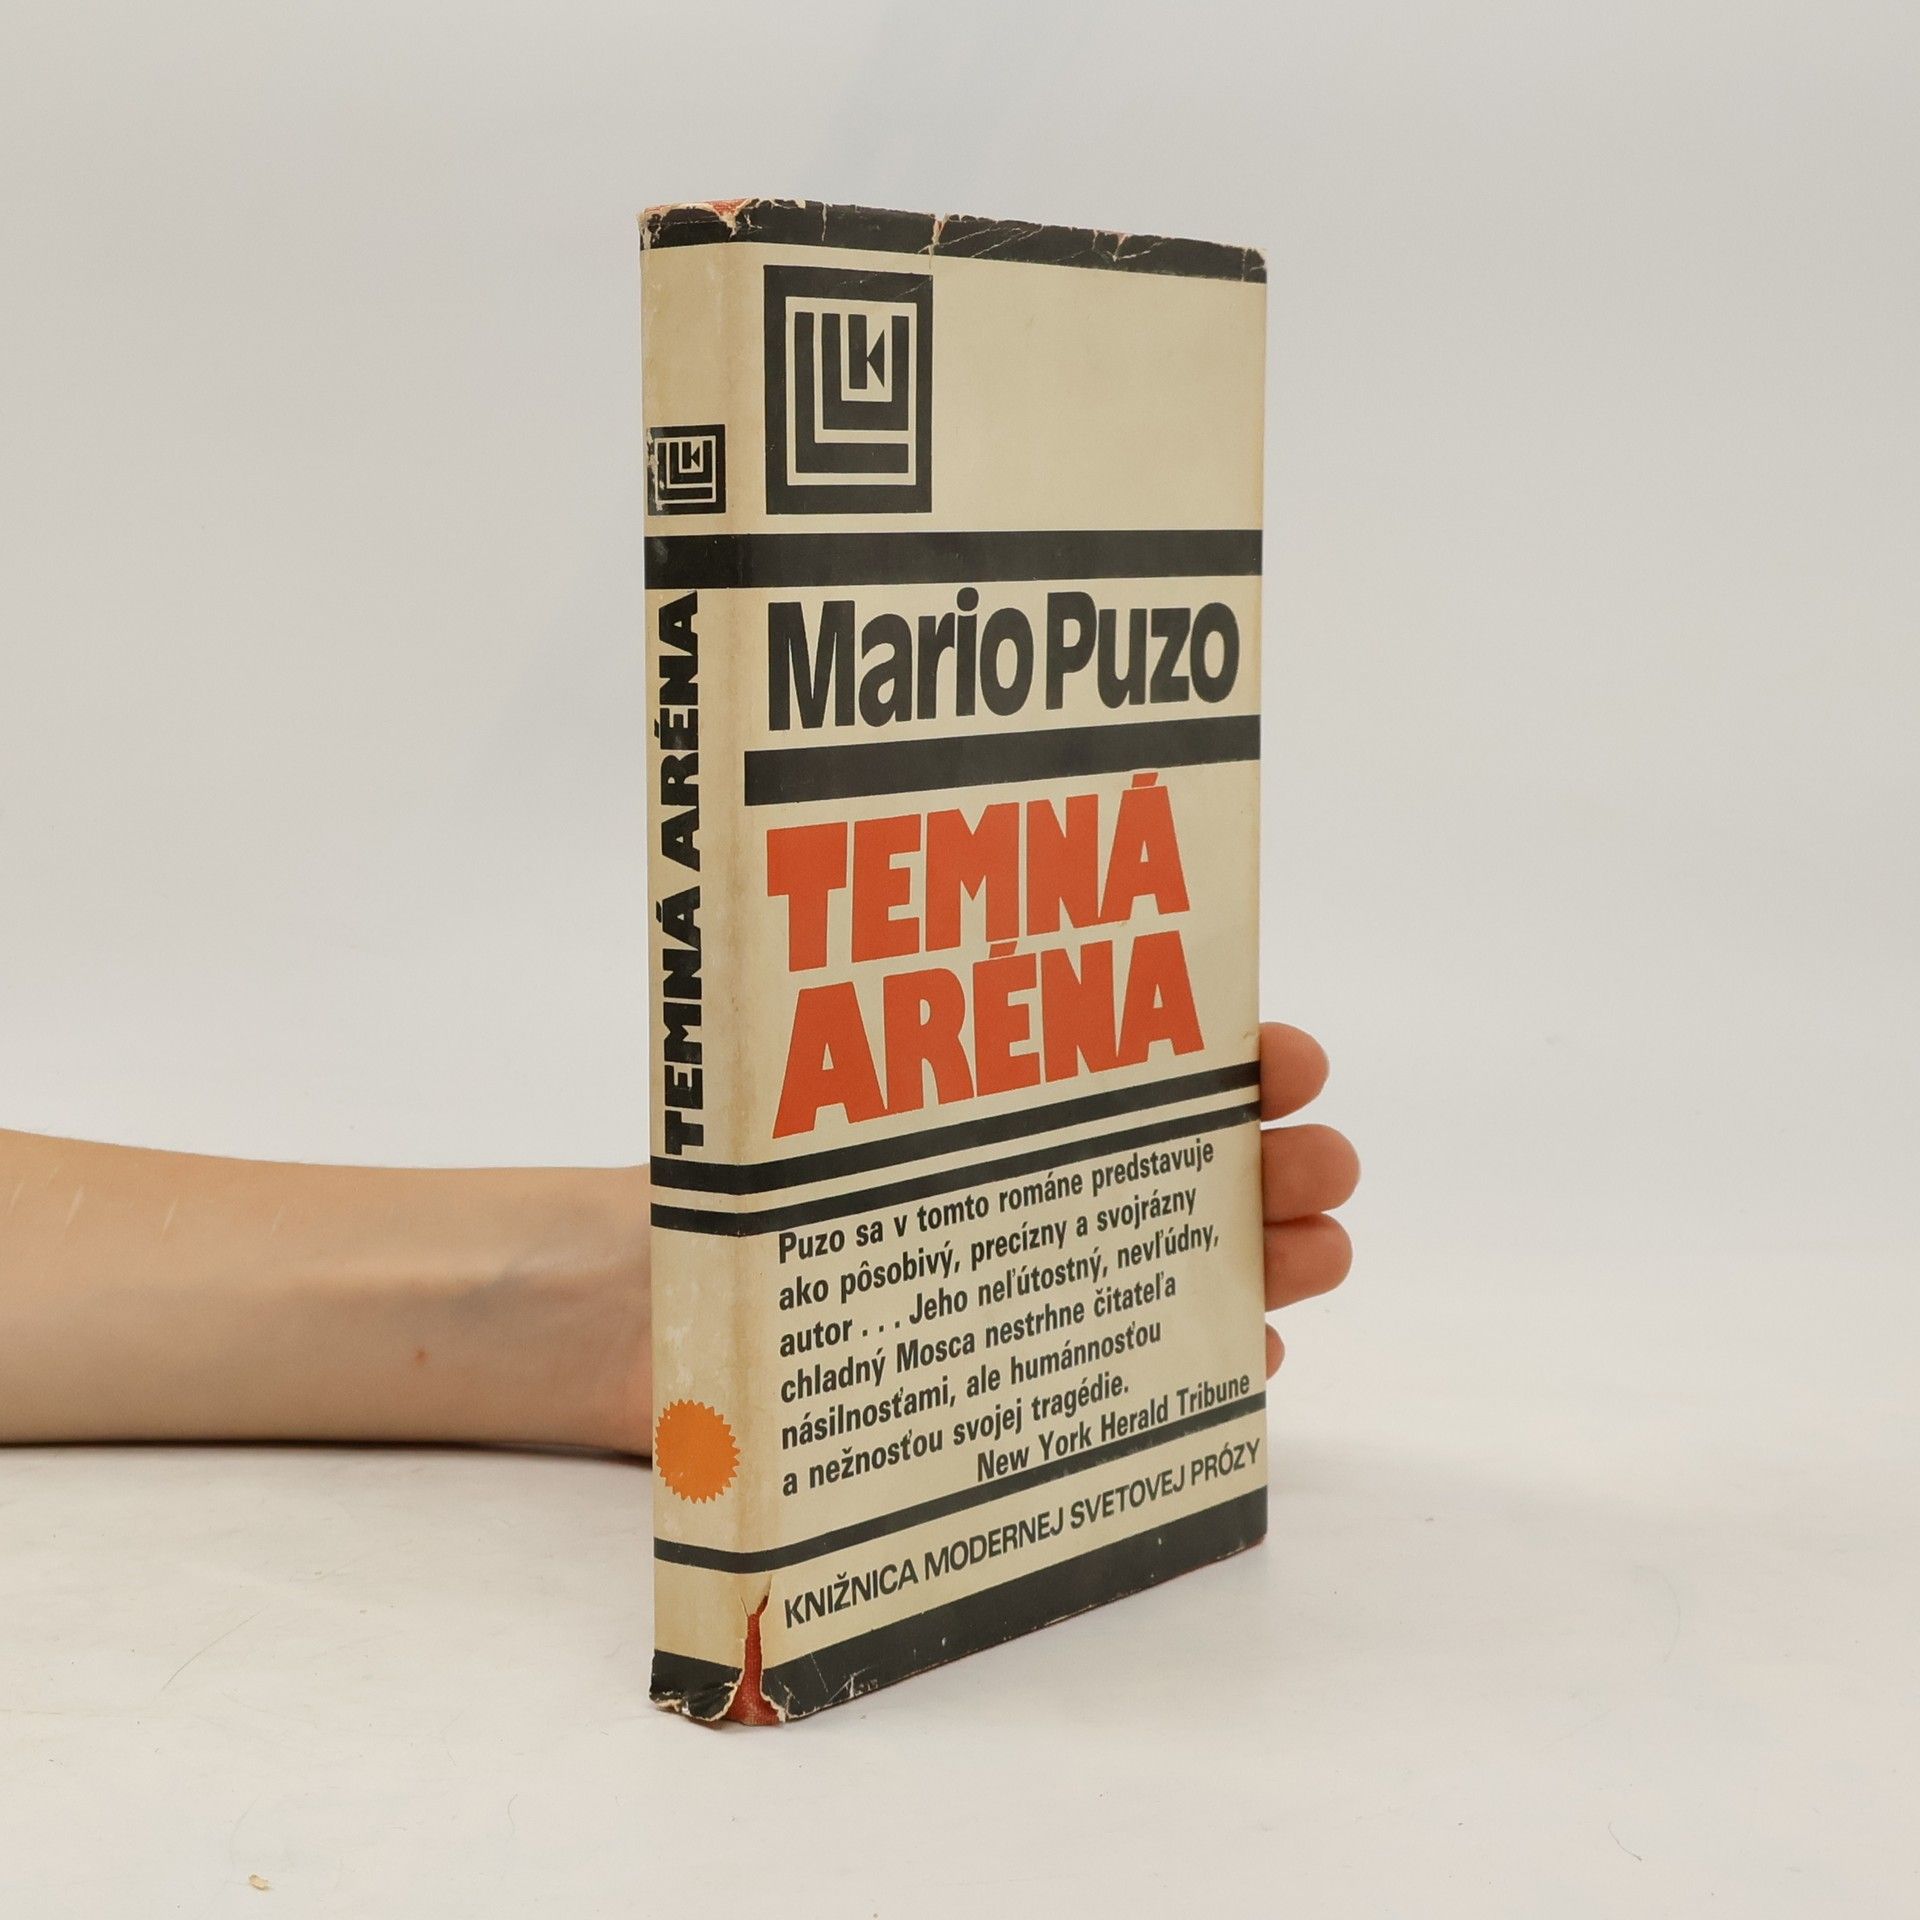 TEMNÁ ARÉNA
Mario Puzo
TEMNÁ
ARÉNA
Puzo sa v tomto románe predstavuje
ako pôsobivý, precízny a svojrázny
autor . . . Jeho neľútostný, nevľúdny,
chladný Mosca nestrhne čitateľa
násilnosťami, ale humánnosťou
a nežnosťou svojej tragédie.
New York Herald Tribune
KNIŽNICA MODERNEJ SVETOVEJ PRÓZY